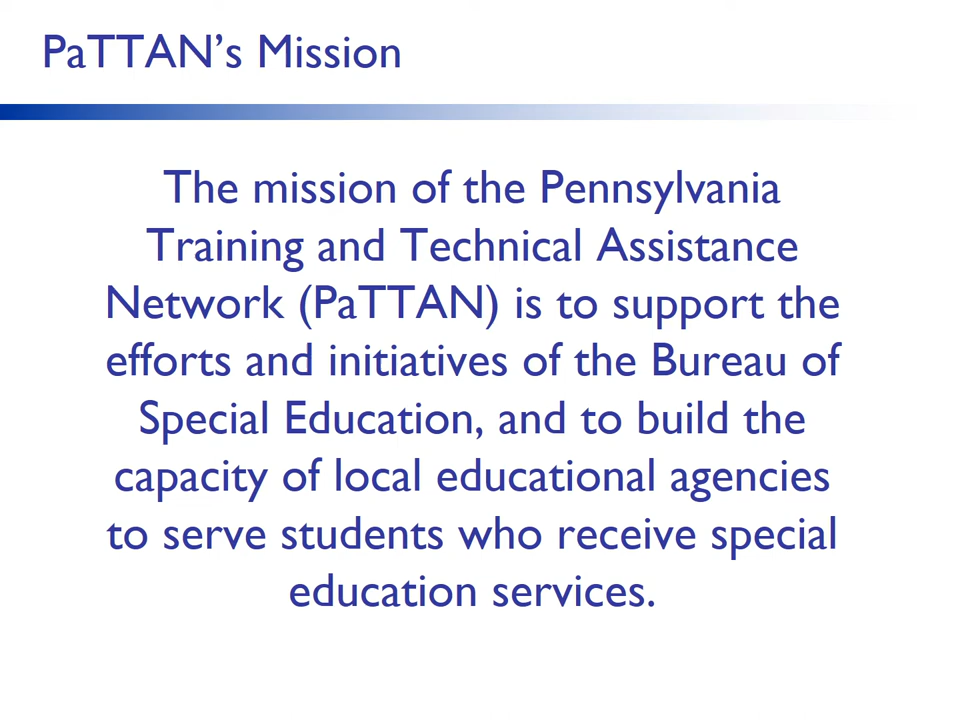 PaTTAN’s Mission
The mission of the Pennsylvania
Training and Technical Assistance
Network (PaTTAN) is to support the
efforts and initiatives of the Bureau of
Special Education, and to build the
capacity of local educational agencies
to serve students who receive special
education services.